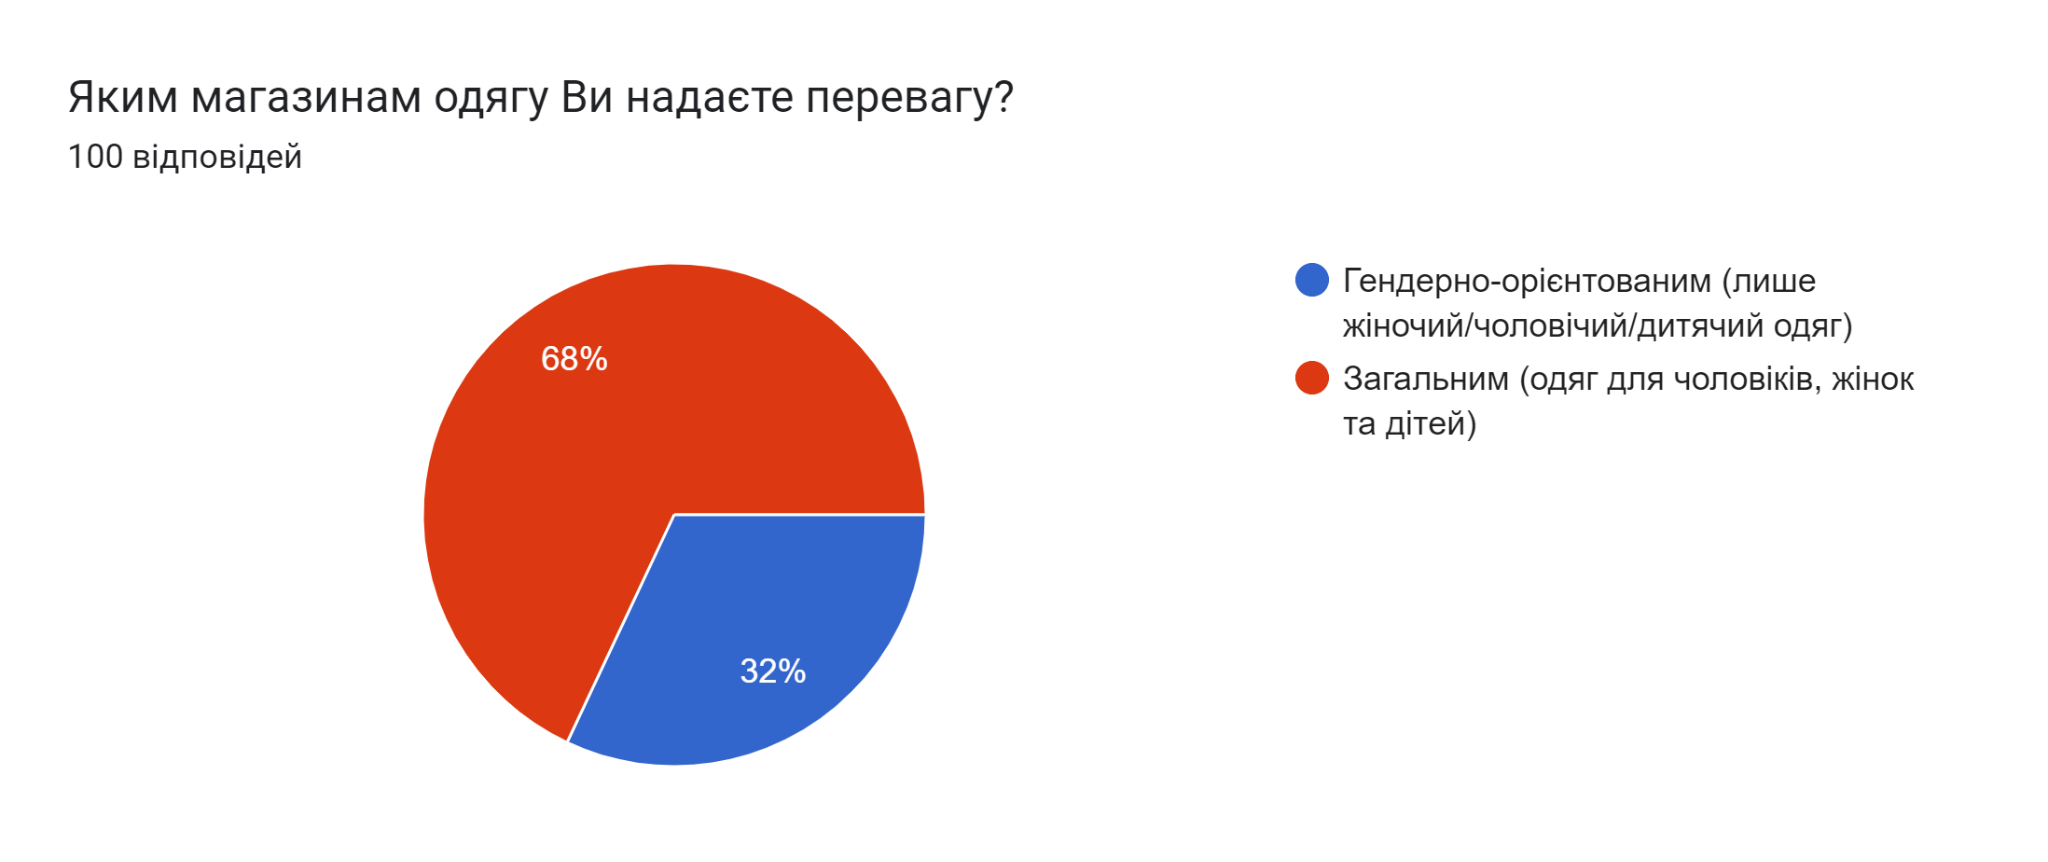 Яким магазинам одягу Ви надаєте перевагу?
100 відповідей
68%
32%
Гендерно-орієнтованим (лише
жіночий/чоловічий/дитячий одяг)
Загальним (одяг для чоловіків, жінок
та дітей)